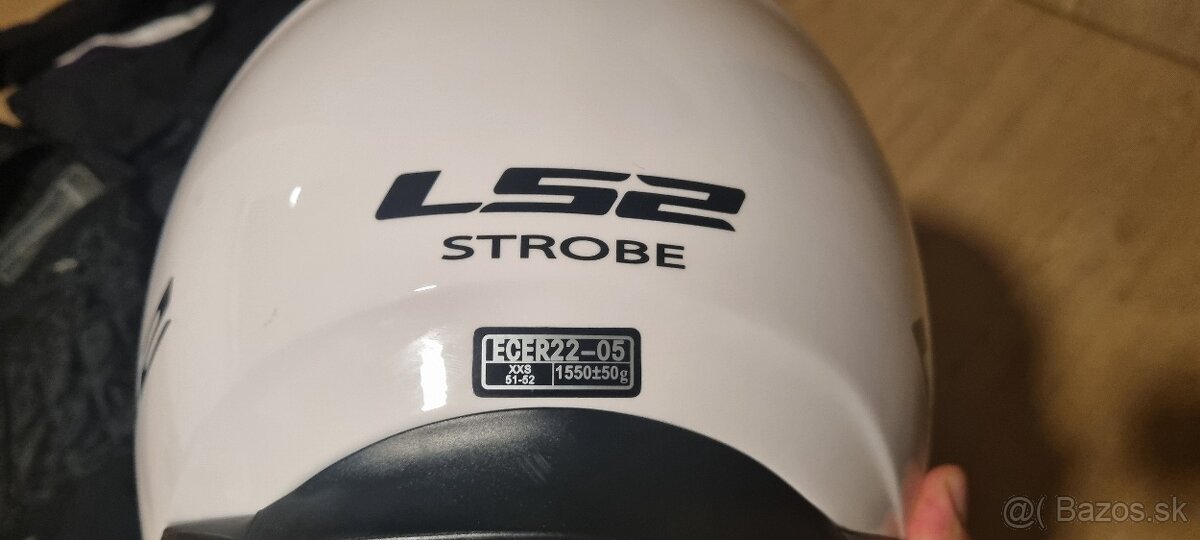 LS2
STROBE
ECER22-05
XXS
51-52
1550±50g
@( Bazos.sk